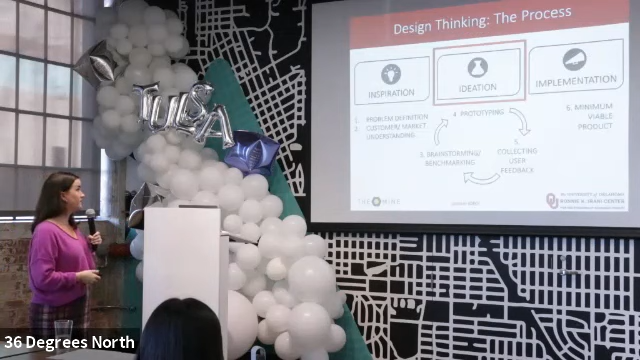 Design Thinking: The Process
INSPIRATION
IDEATION
IMPLEMENTATION
1. PROBLEM DEFINITION
2. CUSTOMER/ MARKET
UNDERSTANDING
3. BRAINSTORMING/
BENCHMARKING
4. PROTOTYPING
5.
COLLECTING
USER
FEEDBACK
6. MINIMUM
VIABLE
PRODUCT
TULSA
36 Degrees North